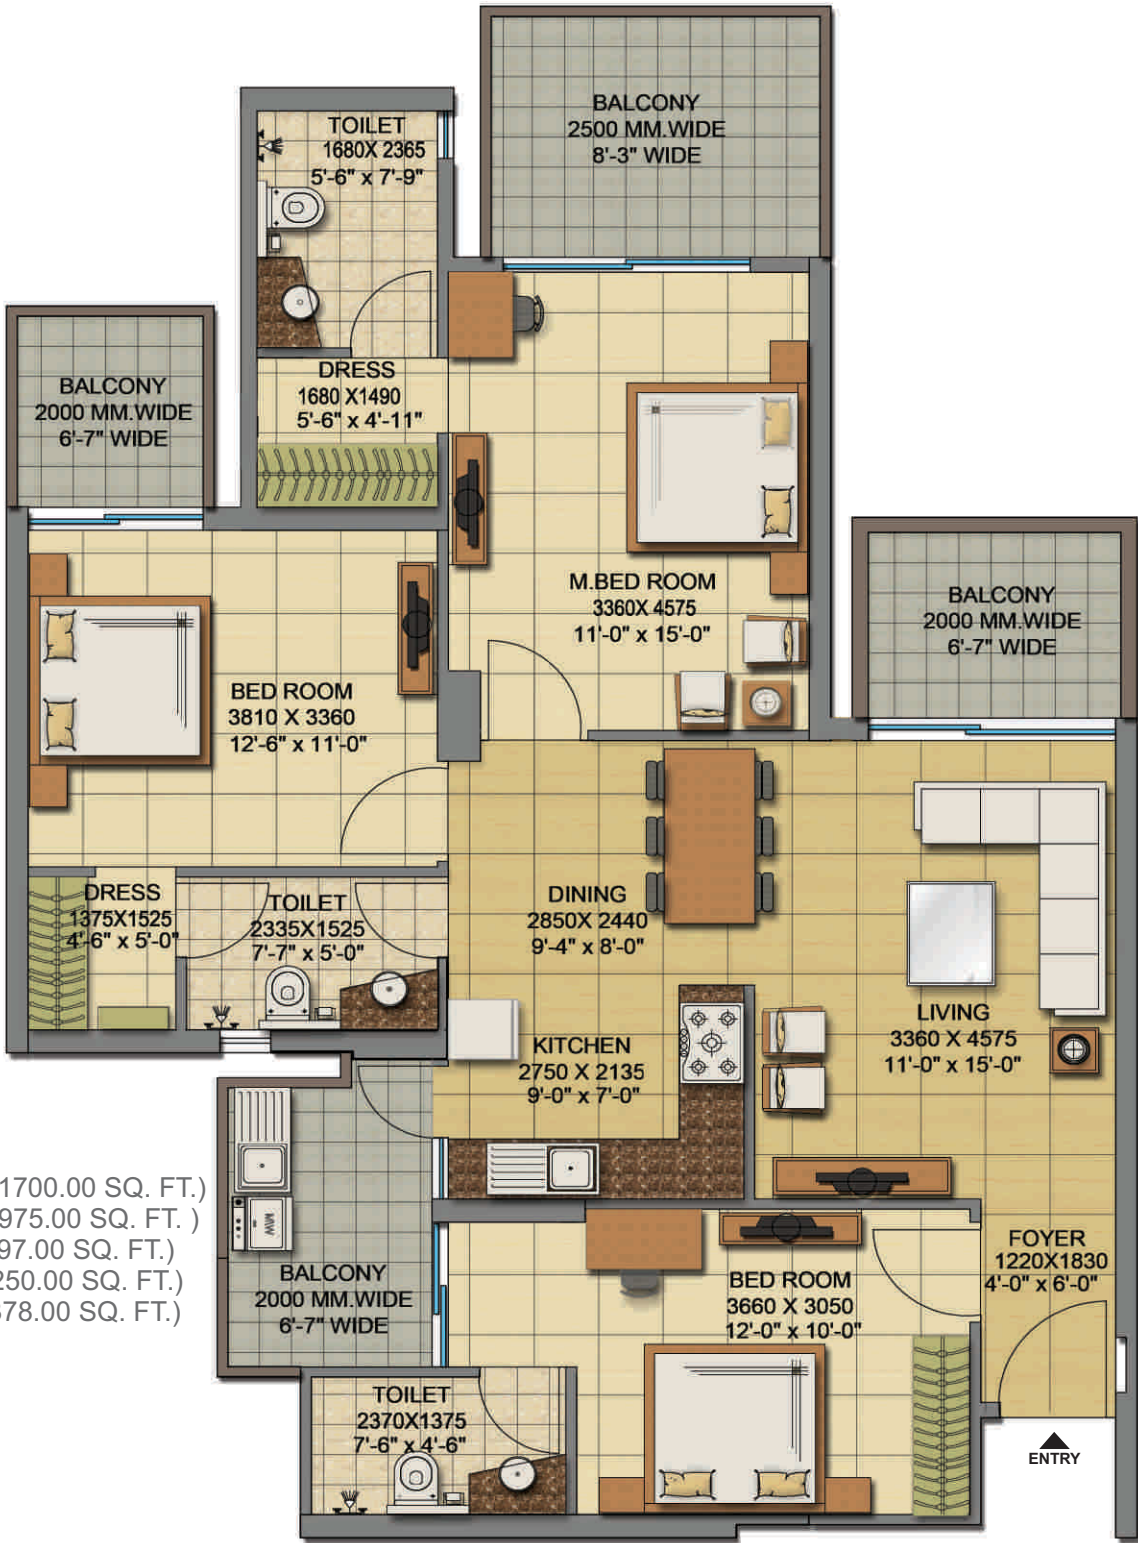 BALCONY
2500 MM.WIDE
8'-3" WIDE
TOILET
1680X 2365
5'-6" x 7'-9"
DRESS
1680 X1490
5'-6" x 4'-11"
BALCONY
2000 MM.WIDE
6'-7" WIDE
M.BED ROOM
3360X 4575
11'-0" x 15'-0"
BALCONY
2000 MM.WIDE
6'-7" WIDE
BED ROOM
3810 X 3360
12'-6" x 11'-0"
DRESS
1375X1525
4'-6" x 5'-0"
TOILET
2335X1525
7'-7" x 5'-0"
DINING
2850X 2440
9'-4" x 8'-0"
LIVING
3360 X 4575
11'-0" x 15'-0"
KITCHEN
2750 X 2135
9'-0" x 7'-0"
1700.00 SQ. FT.)
975.00 SQ. FT. )
97.00 SQ. FT.)
250.00 SQ. FT.)
378.00 SQ. FT.)
MW
BALCONY
2000 MM.WIDE
6'-7" WIDE
BED ROOM
3660 X 3050
12'-0" x 10'-0"
FOYER
1220X1830
4'-0" x 6'-0"
TOILET
2370X1375
7'-6" x 4'-6"
ENTRY